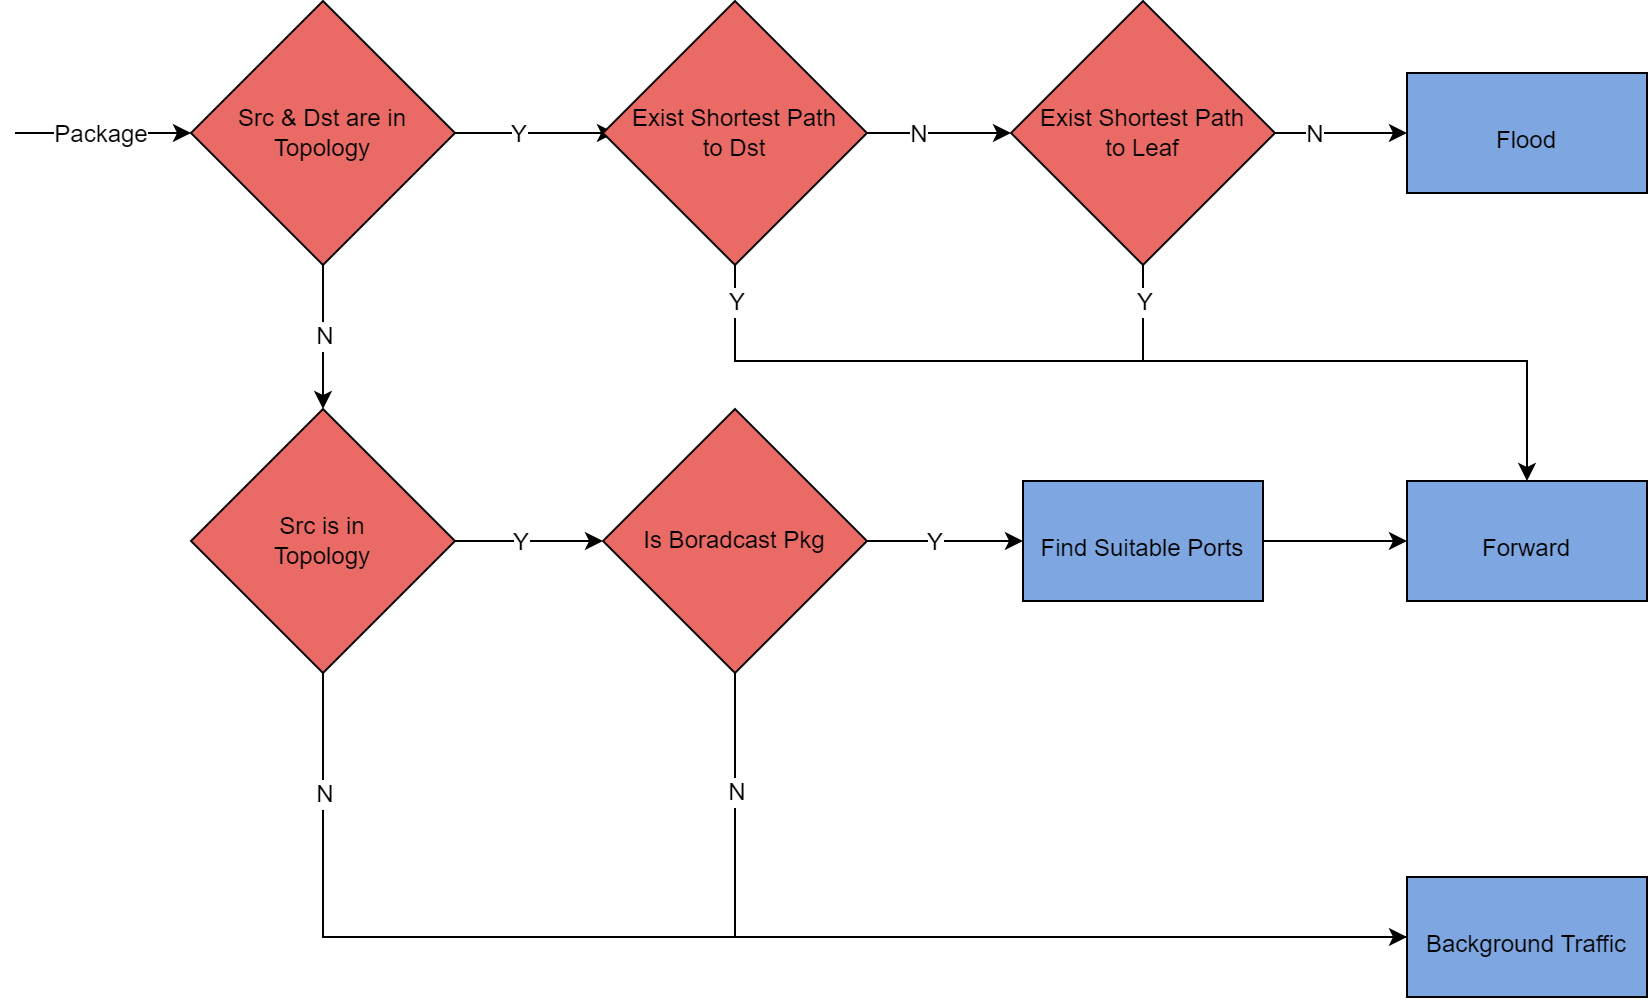 Package
Src & Dst are in
Topology
Y
Exist Shortest Path
to Dst
N
Exist Shortest Path
to Leaf
N
Flood
N
Y
Y
Src is in
Topology
Y
Is Boradcast Pkg
Y
Find Suitable Ports
Forward
N
N
Background Traffic